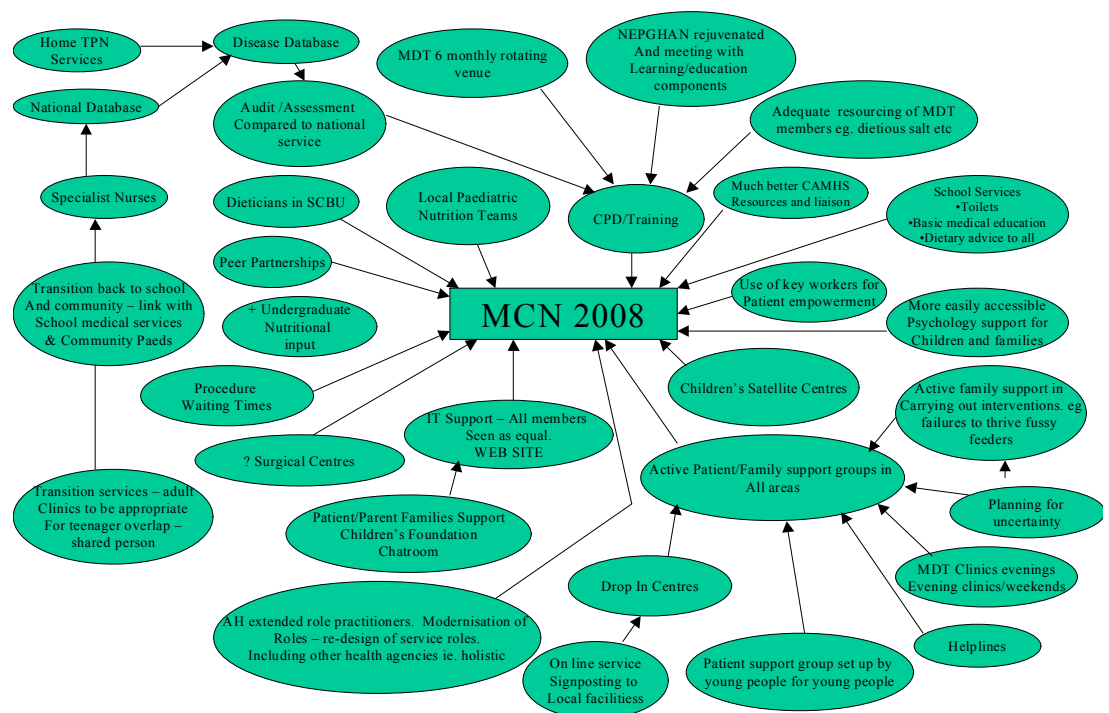 Home TPN
Services
Disease Database
MDT 6 monthly rotating
venue
NEPGHAN rejuvenated
And meeting with
Learning/education
components
National Database
Audit /Assessment
Compared to national
service
Adequate  resourcing of MDT
members eg. dietious salt etc
Specialist Nurses
Dieticians in SCBU
Local Paediatric
Nutrition Teams
CPD/Training
Much better CAMHS
Resources and liaison
School Services
•Toilets
•Basic medical education
•Dietary advice to all
Peer Partnerships
Transition back to school
And community – link with
School medical services
& Community Paeds
+ Undergraduate
Nutritional
input
MCN 2008
Use of key workers for
Patient empowerment
More easily accessible
Psychology support for
Children and families
Procedure
Waiting Times
Children’s Satellite Centres
IT Support – All members
Seen as equal.
WEB SITE
Active family support in
Carrying out interventions. eg
failures to thrive fussy
feeders
? Surgical Centres
Active Patient/Family support groups in
All areas
Transition services – adult
Clinics to be appropriate
For teenager overlap –
shared person
Patient/Parent Families Support
Children’s Foundation
Chatroom
Planning for
uncertainty
Drop In Centres
MDT Clinics evenings
Evening clinics/weekends
AH extended role practitioners.  Modernisation of
Roles – re-design of service roles.
Including other health agencies ie. holistic
On line service
Signposting to
Local facilitiess
Patient support group set up by
young people for young people
Helplines